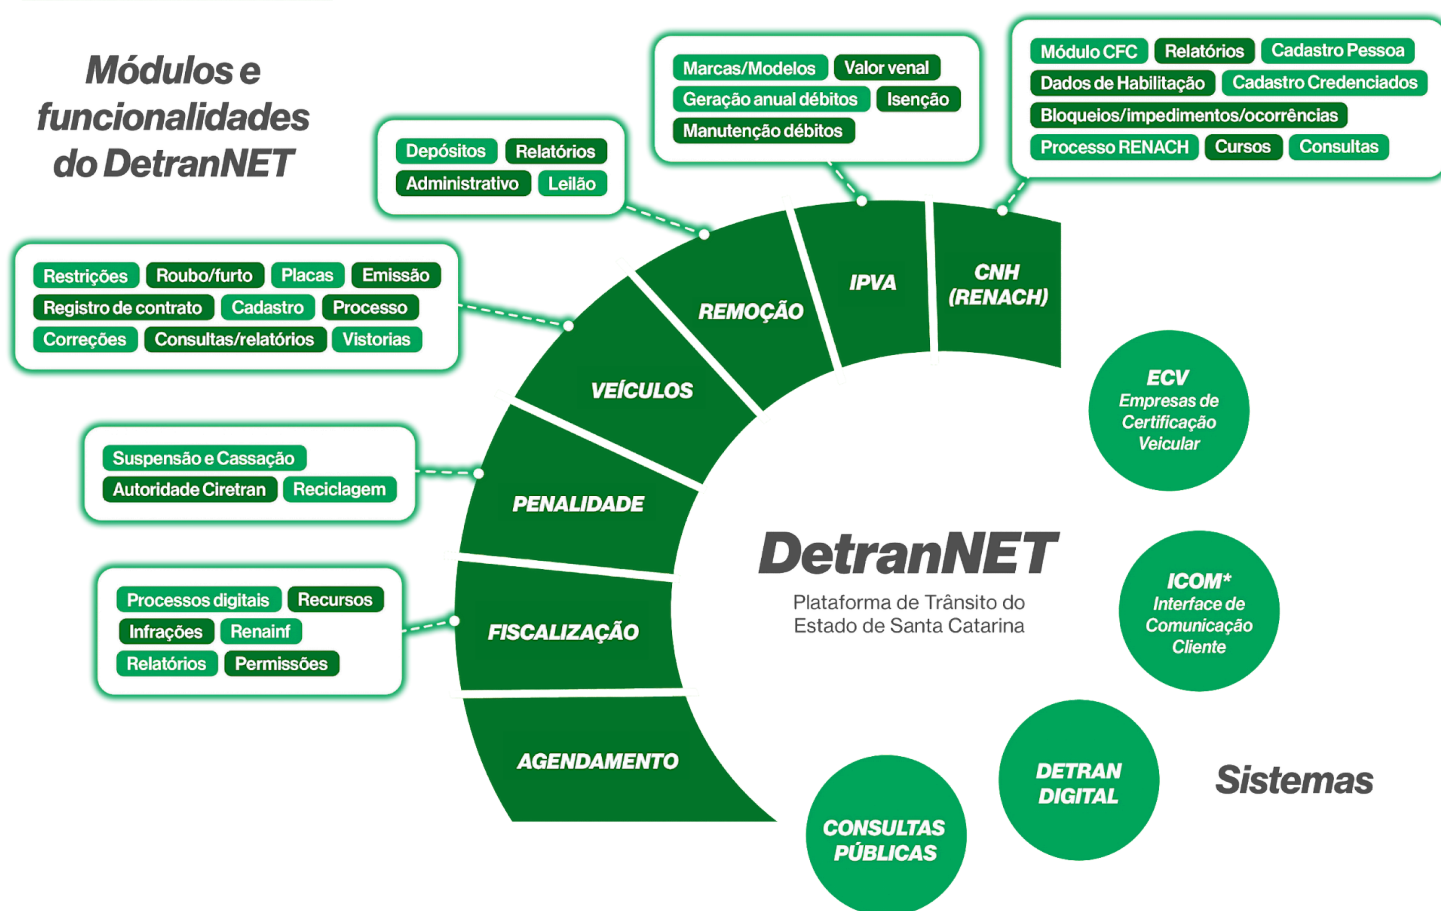 Módulos e
funcionalidades
do DetranNET
Marcas/Modelos Valor venal
Geração anual débitos Isenção
Manutenção débitos
Módulo CFC Relatórios Cadastro Pessoa
Dados de Habilitação Cadastro Credenciados
Bloqueios/impedimentos/ocorrências
Processo RENACH Cursos Consultas
Depósitos Relatórios
Administrativo Leilão
Restrições Roubo/furto Placas Emissão
Registro de contrato Cadastro Processo
Correções Consultas/relatórios Vistorias
Suspensão e Cassação
Autoridade Ciretran Reciclagem
Processos digitais Recursos
Infrações Renainf
Relatórios Permissões
CNH
(RENACH)
IPVA
REMOÇÃO
VEÍCULOS
PENALIDADE
FISCALIZAÇÃO
AGENDAMENTO
DetranNET
Plataforma de Trânsito do
Estado de Santa Catarina
ECV
Empresas de
Certificação
Veicular
ICOM*
Interface de
Comunicação
Cliente
DETRAN
DIGITAL
CONSULTAS
PÚBLICAS
Sistemas